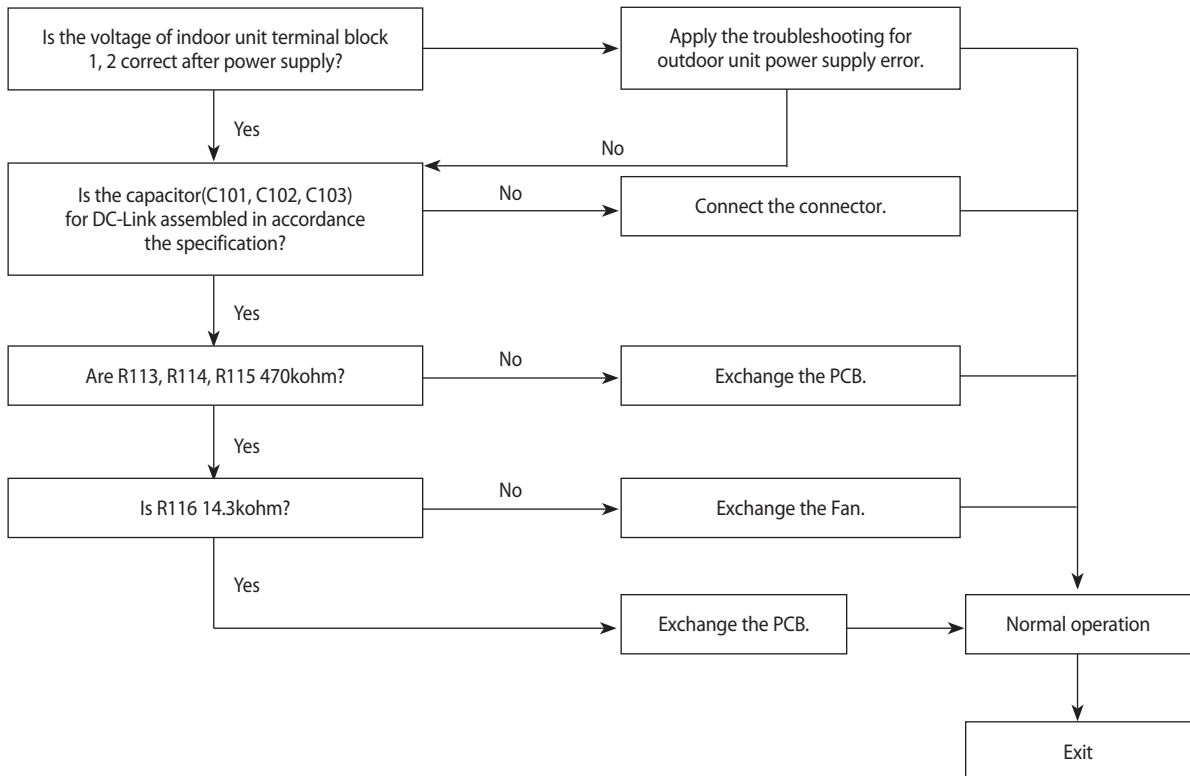 Is the voltage of indoor unit terminal block
1, 2 correct after power supply?
Apply the troubleshooting for
outdoor unit power supply error.
Yes
No
Is the capacitor(C101, C102, C103)
for DC-Link assembled in accordance
the specification?
No
Connect the connector.
Yes
Are R113, R114, R115 470kohm?
No
Exchange the PCB.
Yes
Is R116 14.3kohm?
No
Exchange the Fan.
Yes
Exchange the PCB.
Normal operation
Exit